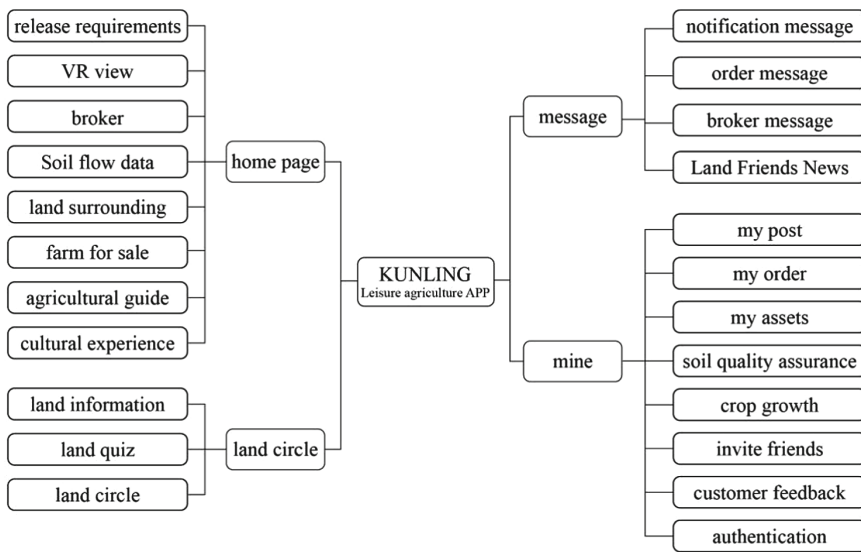 release requirements
VR view
broker
Soil flow data
land surrounding
farm for sale
agricultural guide
cultural experience
home page
land information
land quiz
land circle
land circle
KUNLING
Leisure agriculture APP
message
notification message
order message
broker message
Land Friends News
mine
my post
my order
my assets
soil quality assurance
crop growth
invite friends
customer feedback
authentication